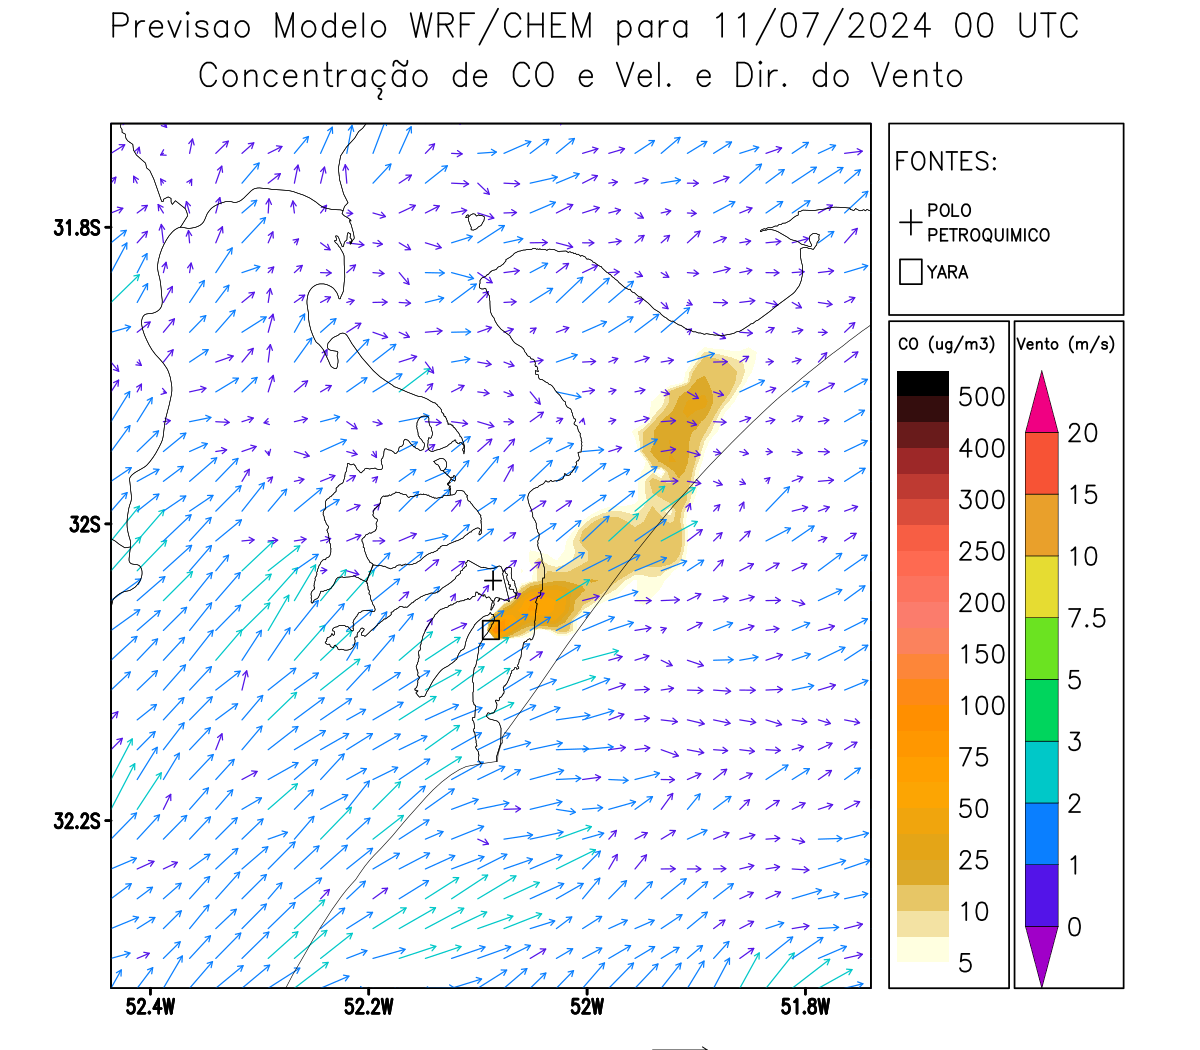 Previsao Modelo WRF/CHEM para 11/07/2024 00 UTC
Concentração de CO e Vel. e Dir. do Vento
FONTES:
POLO
PETROQUIMICO
YARA
CO (ug/m3)
500
400
300
250
200
150
100
75
50
25
10
5
Vento (m/s)
20
15
10
7.5
5
3
2
1
0
31.8S
32S
32.2S
52.4W
52.2W
52W
51.8W